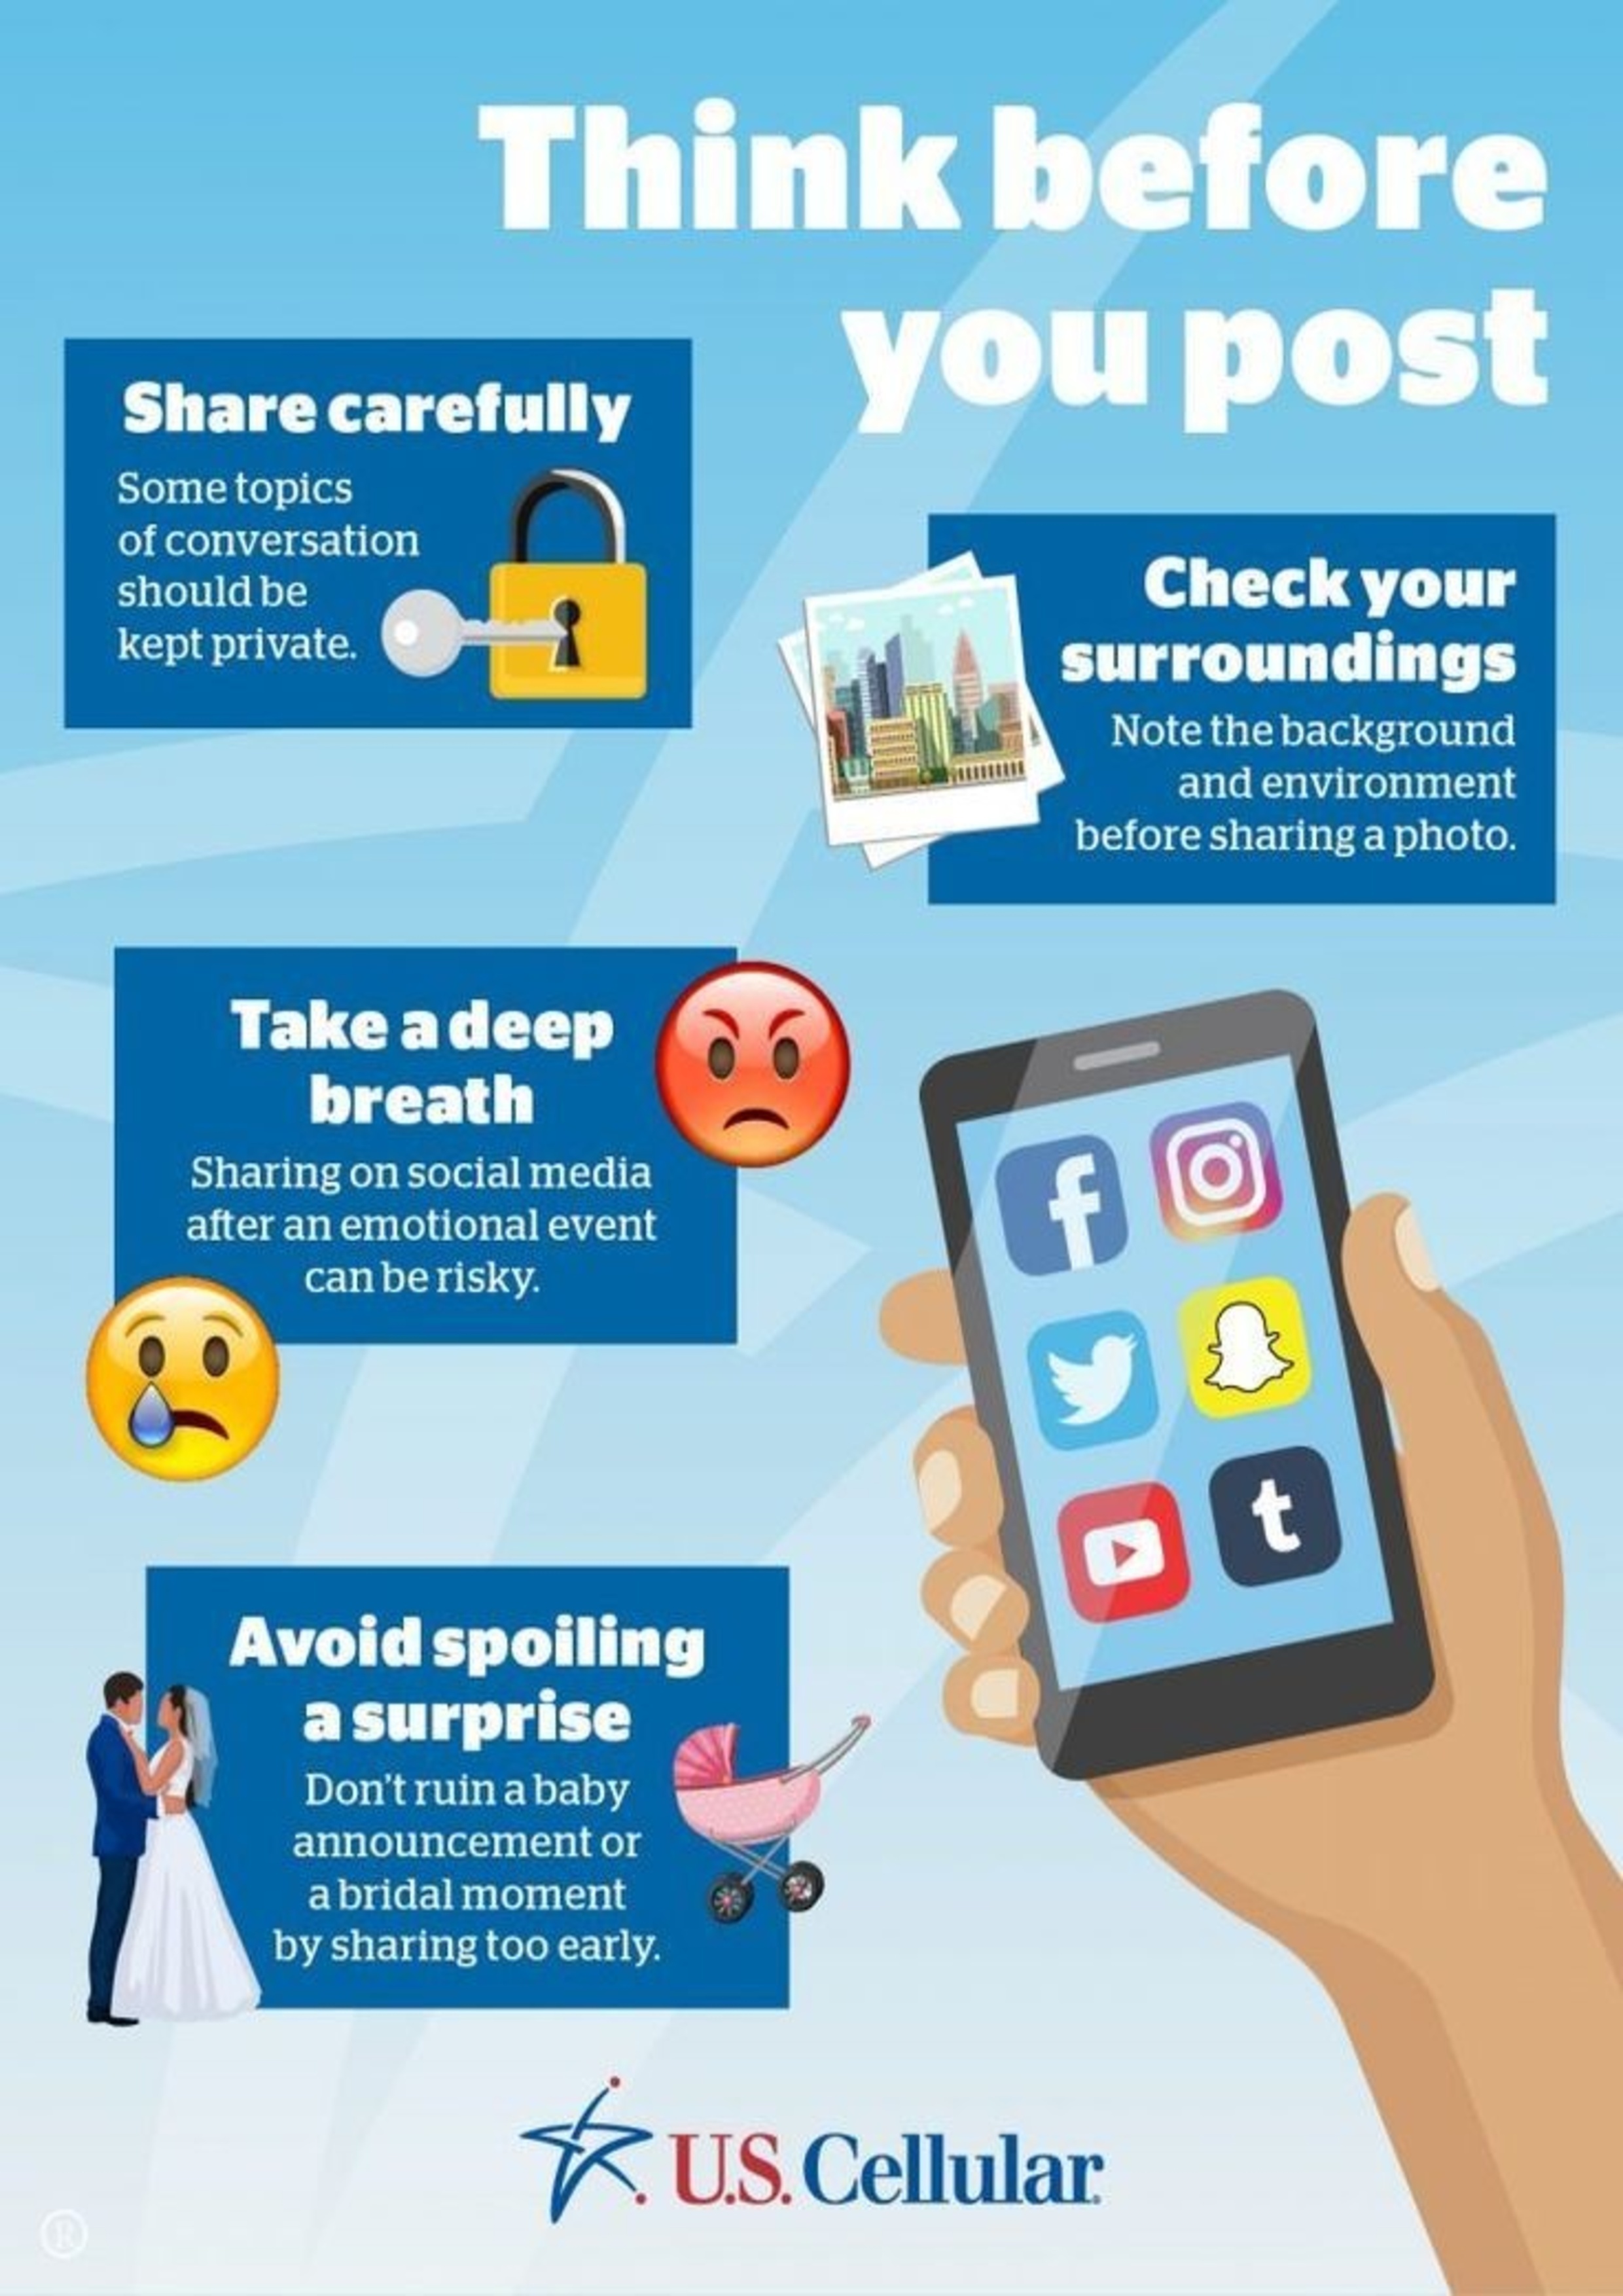 Think before
you post
Share carefully
Some topics
of conversation
should be
kept private.
Check your
surroundings
Note the background
and environment
before sharing a photo.
Take a deep
breath
Sharing on social media
after an emotional event
can be risky.
f
t
Avoid spoiling
a surprise
Don't ruin a baby
announcement or
a bridal moment
by sharing too early.
U.S. Cellular
®